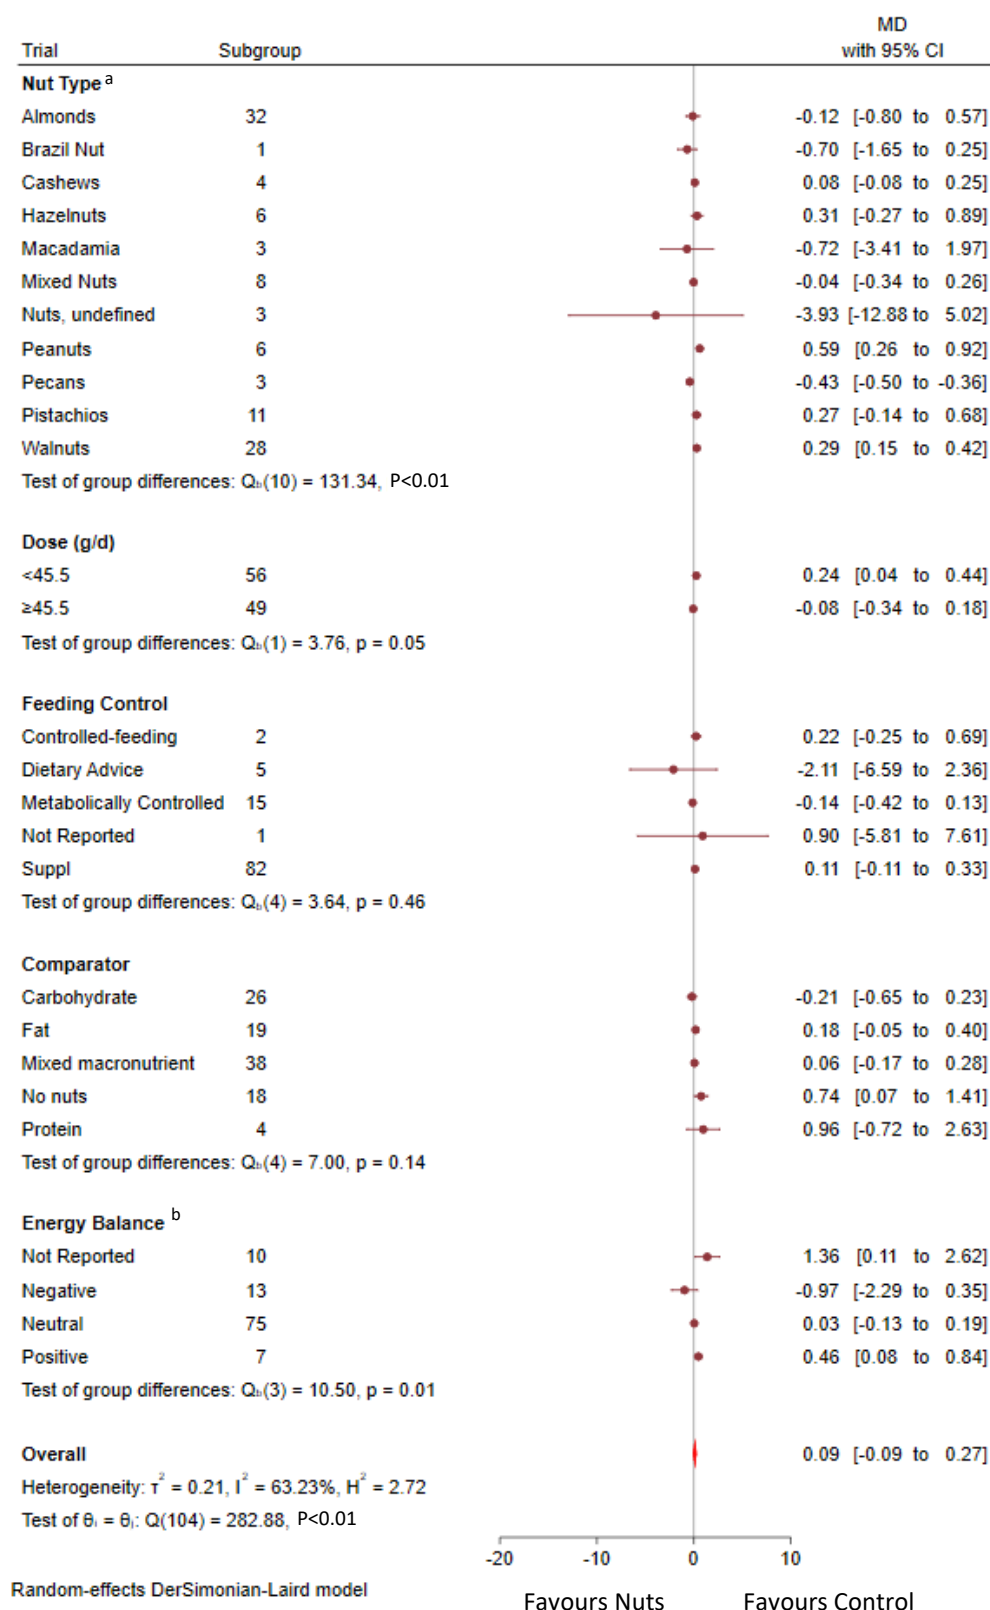 MD
Trial Subgroup with 95% CI
Nut Type a
Almonds 32 -0.12 [-0.80 to 0.57]
Brazil Nut 1 -0.70 [-1.65 to 0.25]
Cashews 4 0.08 [-0.08 to 0.25]
Hazelnuts 6 0.31 [-0.27 to 0.89]
Macadamia 3 -0.72 [-3.41 to 1.97]
Mixed Nuts 8 -0.04 [-0.34 to 0.26]
Nuts, undefined 3 -3.93 [-12.88 to 5.02]
Peanuts 6 0.59 [0.26 to 0.92]
Pecans 3 -0.43 [-0.50 to -0.36]
Pistachios 11 0.27 [-0.14 to 0.68]
Walnuts 28 0.29 [0.15 to 0.42]
Test of group differences: Qb(10) = 131.34, P<0.01
Dose (g/d)
<45.5 56 0.24 [0.04 to 0.44]
≥45.5 49 -0.08 [-0.34 to 0.18]
Test of group differences: Qb(1) = 3.76, p = 0.05
Feeding Control
Controlled-feeding 2 0.22 [-0.25 to 0.69]
Dietary Advice 5 -2.11 [-6.59 to 2.36]
Metabolically Controlled 15 -0.14 [-0.42 to 0.13]
Not Reported 1 0.90 [-5.81 to 7.61]
Suppl 82 0.11 [-0.11 to 0.33]
Test of group differences: Qb(4) = 3.64, p = 0.46
Comparator
Carbohydrate 26 -0.21 [-0.65 to 0.23]
Fat 19 0.18 [-0.05 to 0.40]
Mixed macronutrient 38 0.06 [-0.17 to 0.28]
No nuts 18 0.74 [0.07 to 1.41]
Protein 4 0.96 [-0.72 to 2.63]
Test of group differences: Qb(4) = 7.00, p = 0.14
Energy Balance b
Not Reported 10 1.36 [0.11 to 2.62]
Negative 13 -0.97 [-2.29 to 0.35]
Neutral 75 0.03 [-0.13 to 0.19]
Positive 7 0.46 [0.08 to 0.84]
Test of group differences: Qb(3) = 10.50, p = 0.01
Overall 0.09 [-0.09 to 0.27]
Heterogeneity: τ² = 0.21, I² = 63.23%, H² = 2.72
Test of θᵢ = θⱼ: Q(104) = 282.88, P<0.01
-20 -10 0 10
Random-effects DerSimonian-Laird model
Favours Nuts Favours Control